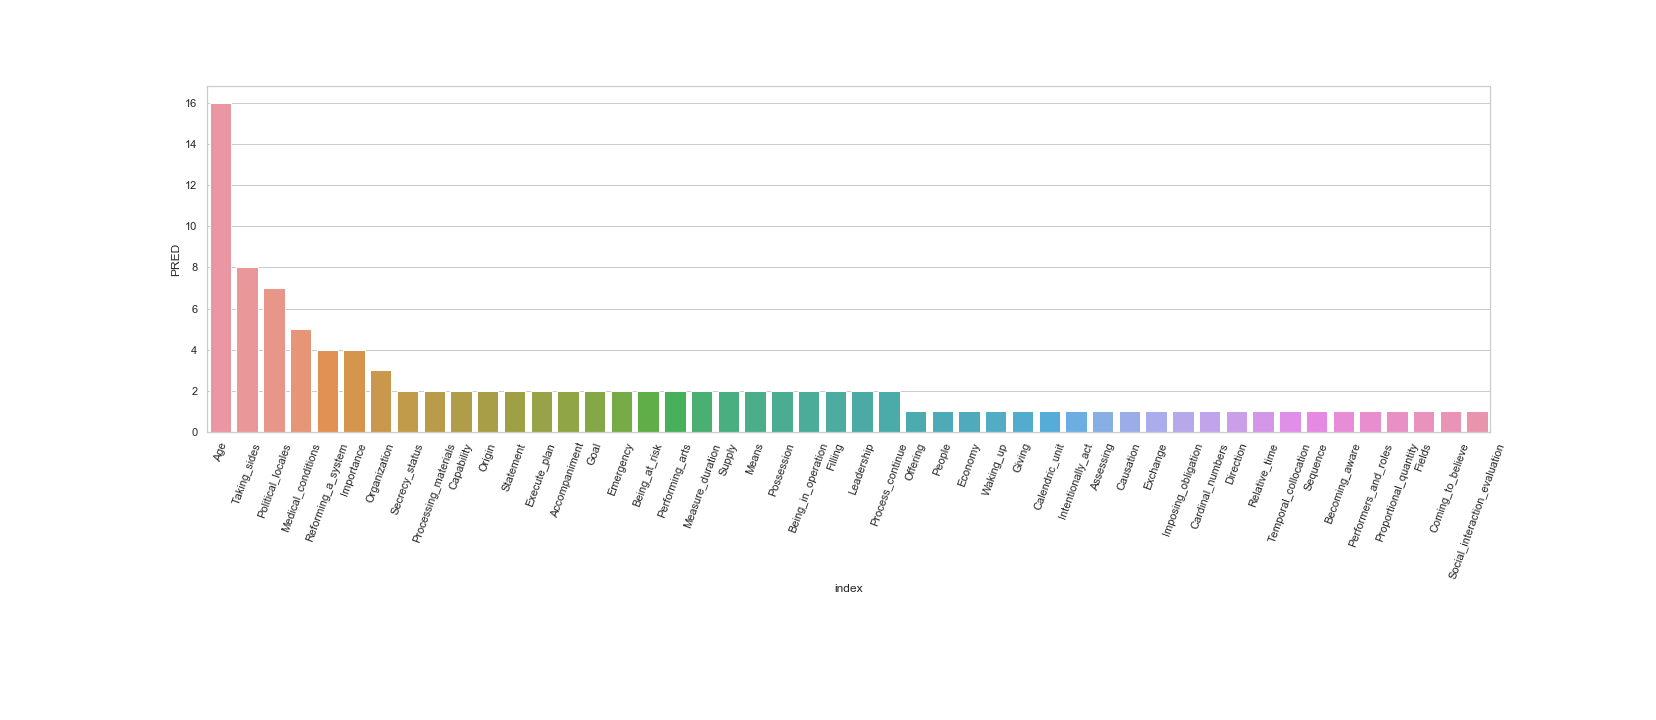 16
14
12
10
8
6
4
2
0
PRED
Age
Taking_sides
Political_locales
Medical_conditions
Reforming_a_system
Importance
Organization
Secrecy_status
Processing_materials
Capability
Origin
Statement
Execute_plan
Accompaniment
Goal
Emergency
Being_at_risk
Performing_arts
Measure_duration
Supply
Means
Possession
Being_in_operation
Filling
Leadership
Process_continue
Offering
People
Economy
Waking_up
Giving
Calendric_unit
Intentionally_act
Assessing
Causation
Exchange
Imposing_obligation
Cardinal_numbers
Direction
Relative_time
Temporal_collocation
Sequence
Becoming_aware
Performers_and_roles
Proportional_quantity
Fields
Coming_to_believe
Social_interaction_evaluation
index